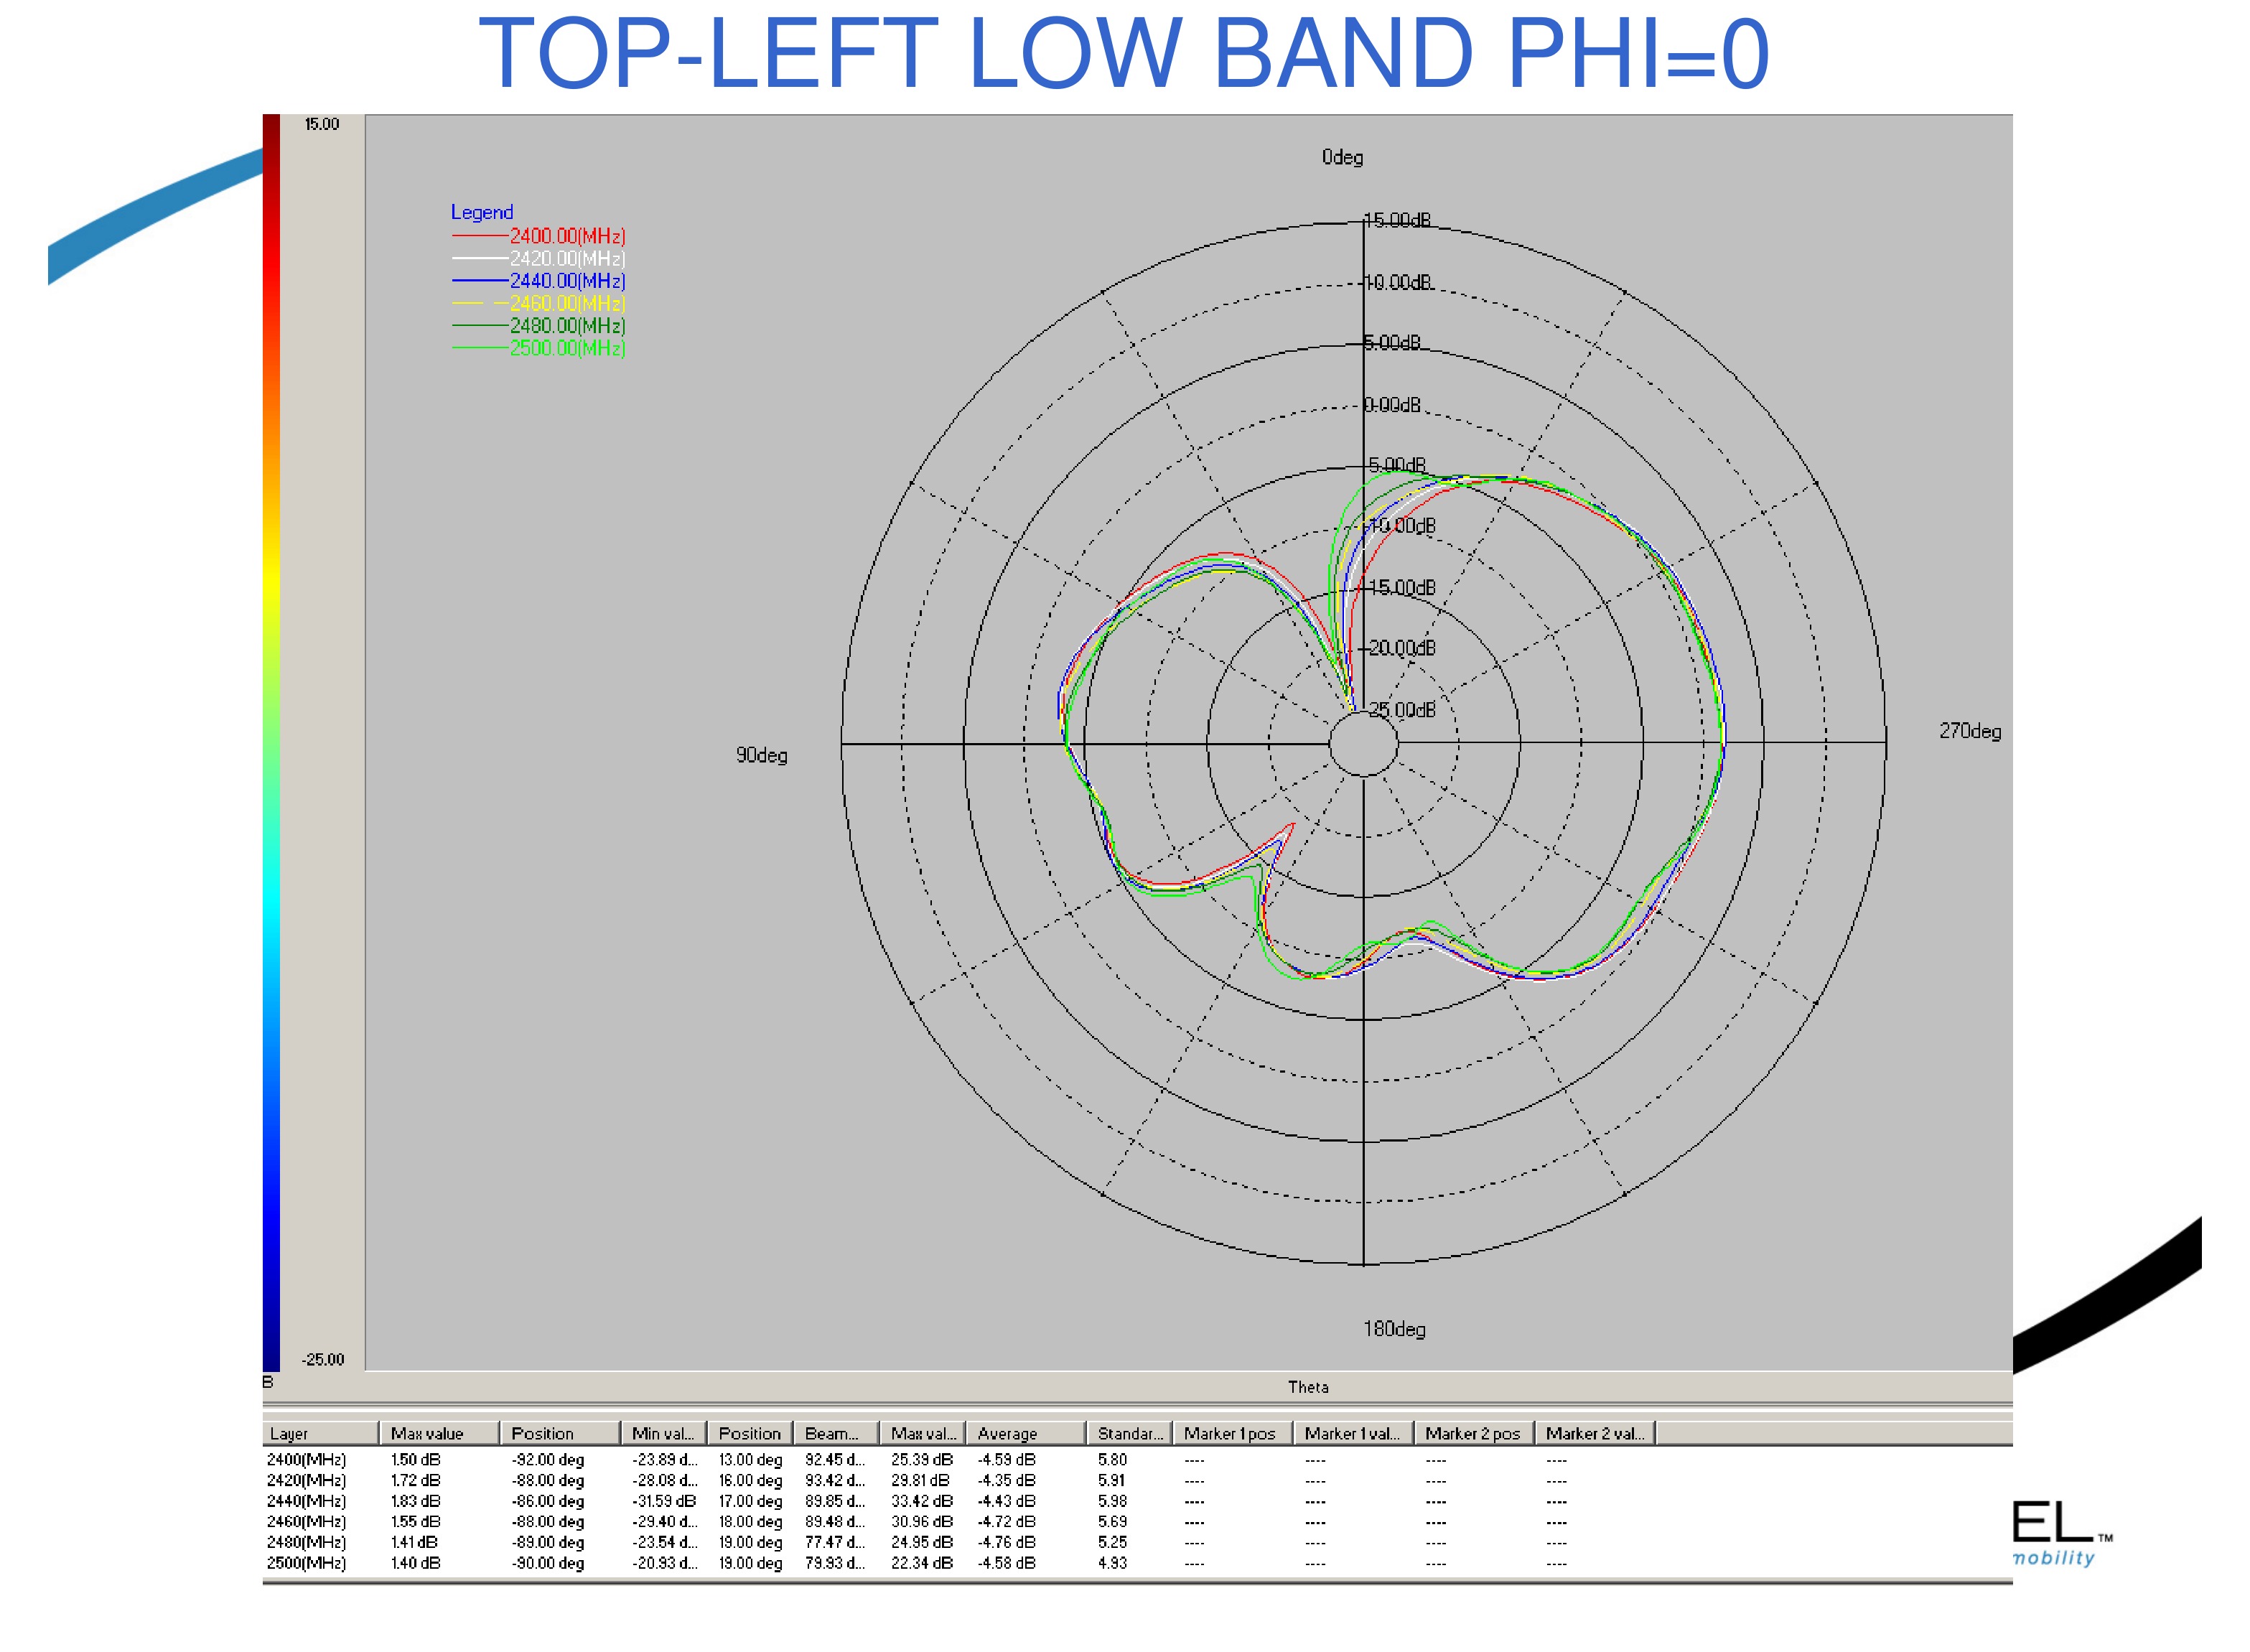 TOP-LEFT LOW BAND PHI=0
15.00
0deg
Legend
2400.00(MHz)
2420.00(MHz)
2440.00(MHz)
2460.00(MHz)
2480.00(MHz)
2500.00(MHz)
15.00dB
10.00dB
5.00dB
0.00dB
-5.00dB
-10.00dB
-15.00dB
-20.00dB
-25.00dB
90deg
270deg
180deg
-25.00
B
Theta
Layer Max value Position Min val... Position Beam... Max val... Average Standar... Marker 1 pos Marker 1 val... Marker 2 pos Marker 2 val...
2400(MHz) 1.50 dB -92.00 deg -23.89 d... 13.00 deg 92.45 d... 25.39 dB -4.59 dB 5.80 ---- ---- ---- ----
2420(MHz) 1.72 dB -88.00 deg -28.08 d... 16.00 deg 93.42 d... 29.81 dB -4.35 dB 5.91 ---- ---- ---- ----
2440(MHz) 1.83 dB -86.00 deg -31.59 dB 17.00 deg 89.85 d... 33.42 dB -4.43 dB 5.98 ---- ---- ---- ----
2460(MHz) 1.55 dB -88.00 deg -29.40 d... 18.00 deg 89.48 d... 30.96 dB -4.72 dB 5.69 ---- ---- ---- ----
2480(MHz) 1.41 dB -89.00 deg -23.54 d... 19.00 deg 77.47 d... 24.95 dB -4.76 dB 5.25 ---- ---- ---- ----
2500(MHz) 1.40 dB -90.00 deg -20.93 d... 19.00 deg 79.93 d... 22.34 dB -4.58 dB 4.93 ---- ---- ---- ----
EL™
mobility